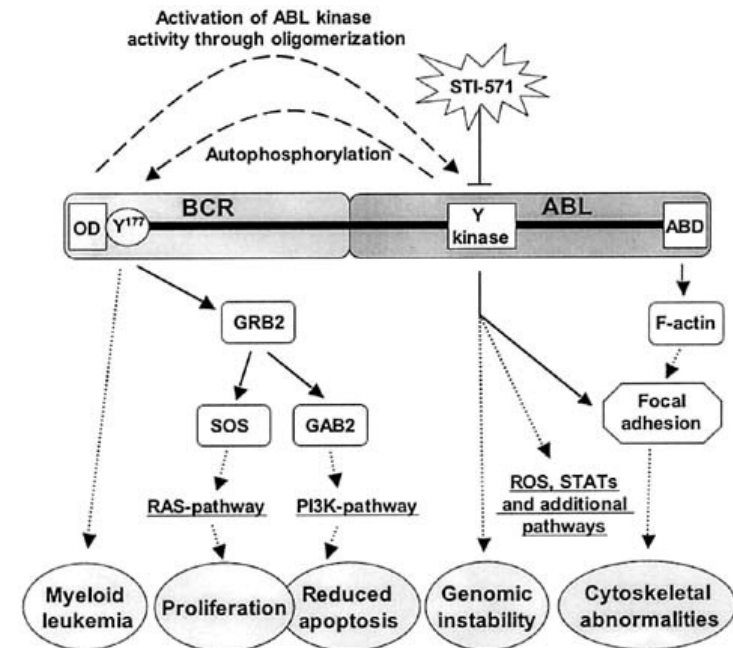 Activation of ABL kinase
activity through oligomerization
STI-571
Autophosphorylation
BCR
ABL
OD
Y177
Y
kinase
ABD
GRB2
F-actin
SOS
GAB2
Focal
adhesion
RAS-pathway
PI3K-pathway
ROS, STATs
and additional
pathways
Myeloid
leukemia
Proliferation
Reduced
apoptosis
Genomic
instability
Cytoskeletal
abnormalities